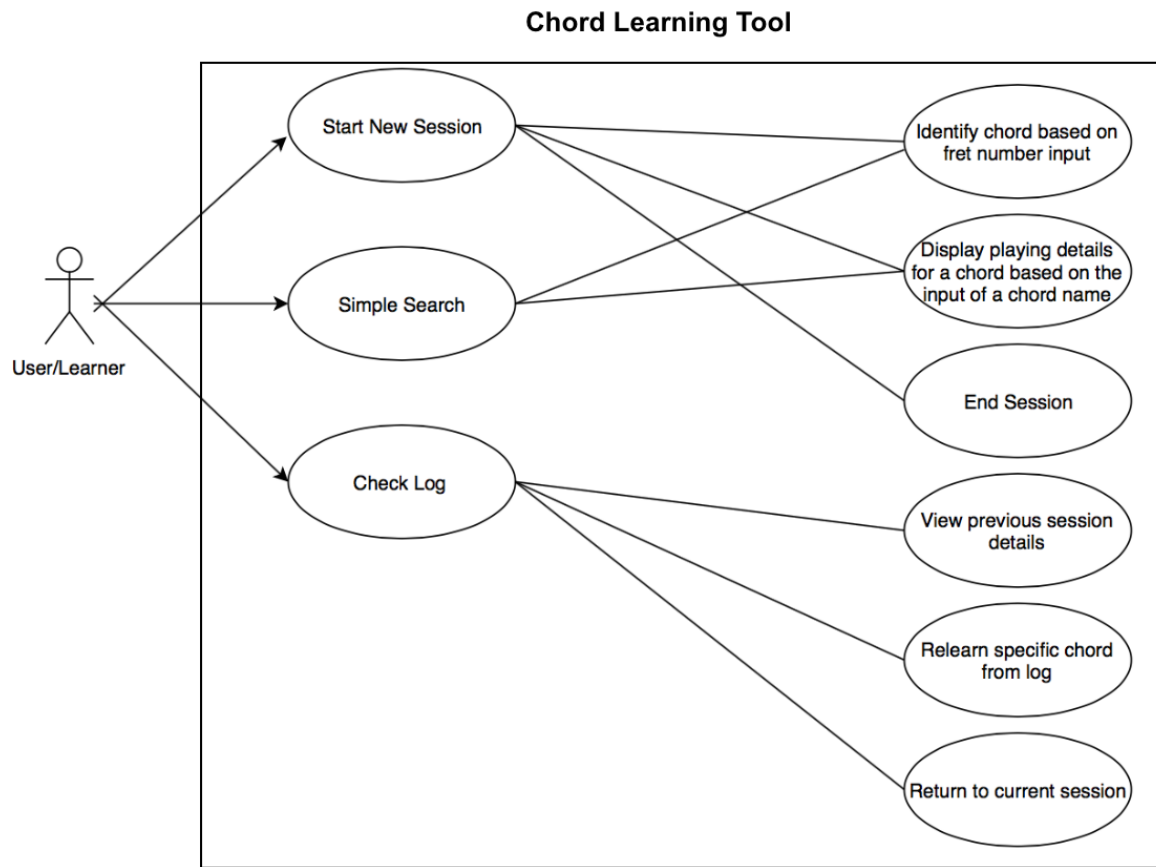 Chord Learning Tool
Start New Session
Identify chord based on
fret number input
Display playing details
for a chord based on the
input of a chord name
Simple Search
User/Learner
End Session
Check Log
View previous session
details
Relearn specific chord
from log
Return to current session